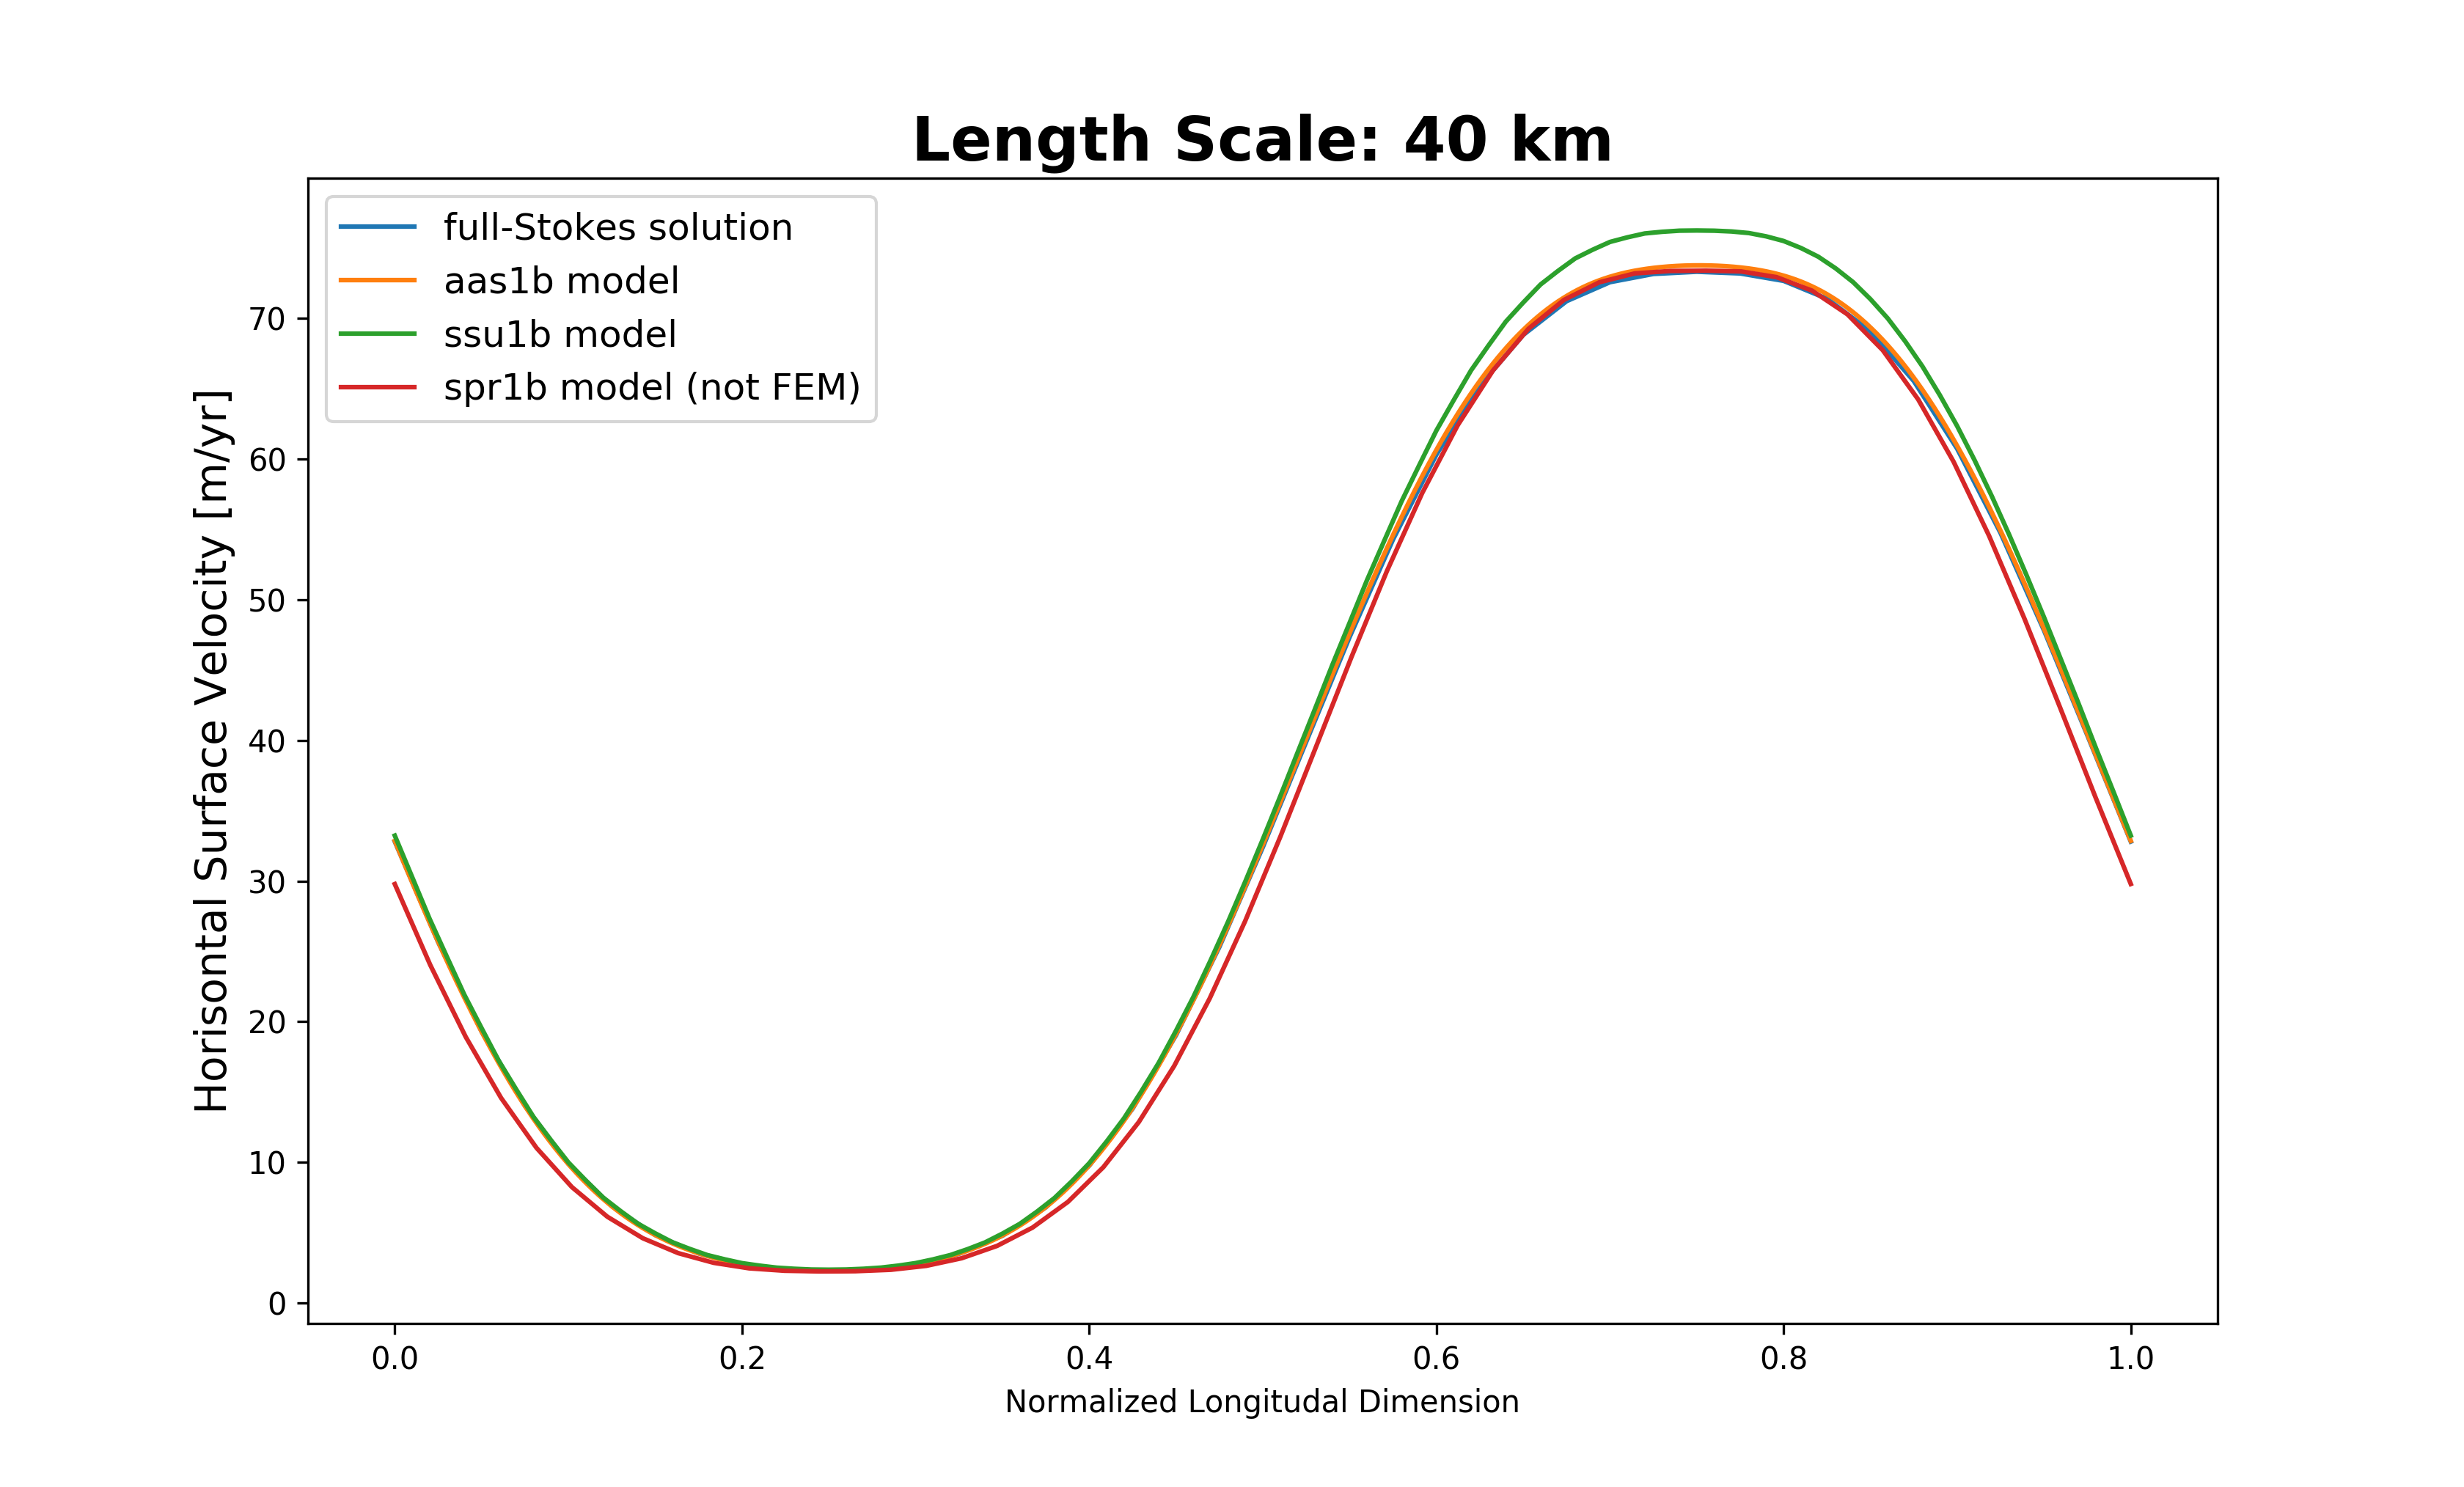 Length Scale: 40 km
full-Stokes solution
aas1b model
ssu1b model
spr1b model (not FEM)
Horisontal Surface Velocity [m/yr]
70
60
50
40
30
20
10
0
0.0 0.2 0.4 0.6 0.8 1.0
Normalized Longitudal Dimension